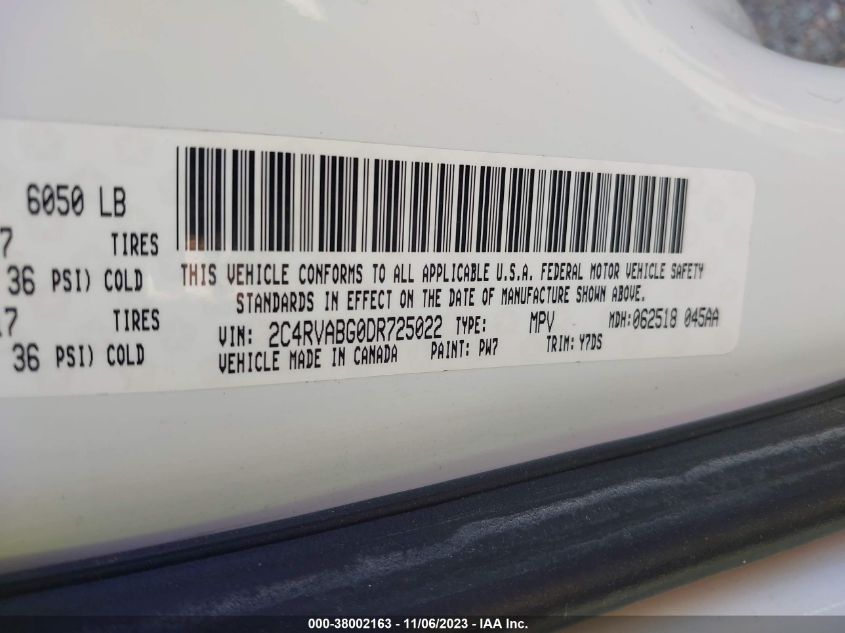 6050 LB
7 TIRES
36 PSI) COLD
17 TIRES
36 PSI) COLD
THIS VEHICLE CONFORMS TO ALL APPLICABLE U.S.A. FEDERAL MOTOR VEHICLE SAFETY
STANDARDS IN EFFECT ON THE DATE OF MANUFACTURE SHOWN ABOVE.
VIN: 2C4RVABG0DR725022 TYPE: MPV MDH:062518 045AA
VEHICLE MADE IN CANADA PAINT: PW7 TRIM: Y7DS
000-38002163 - 11/06/2023 - IAA Inc.